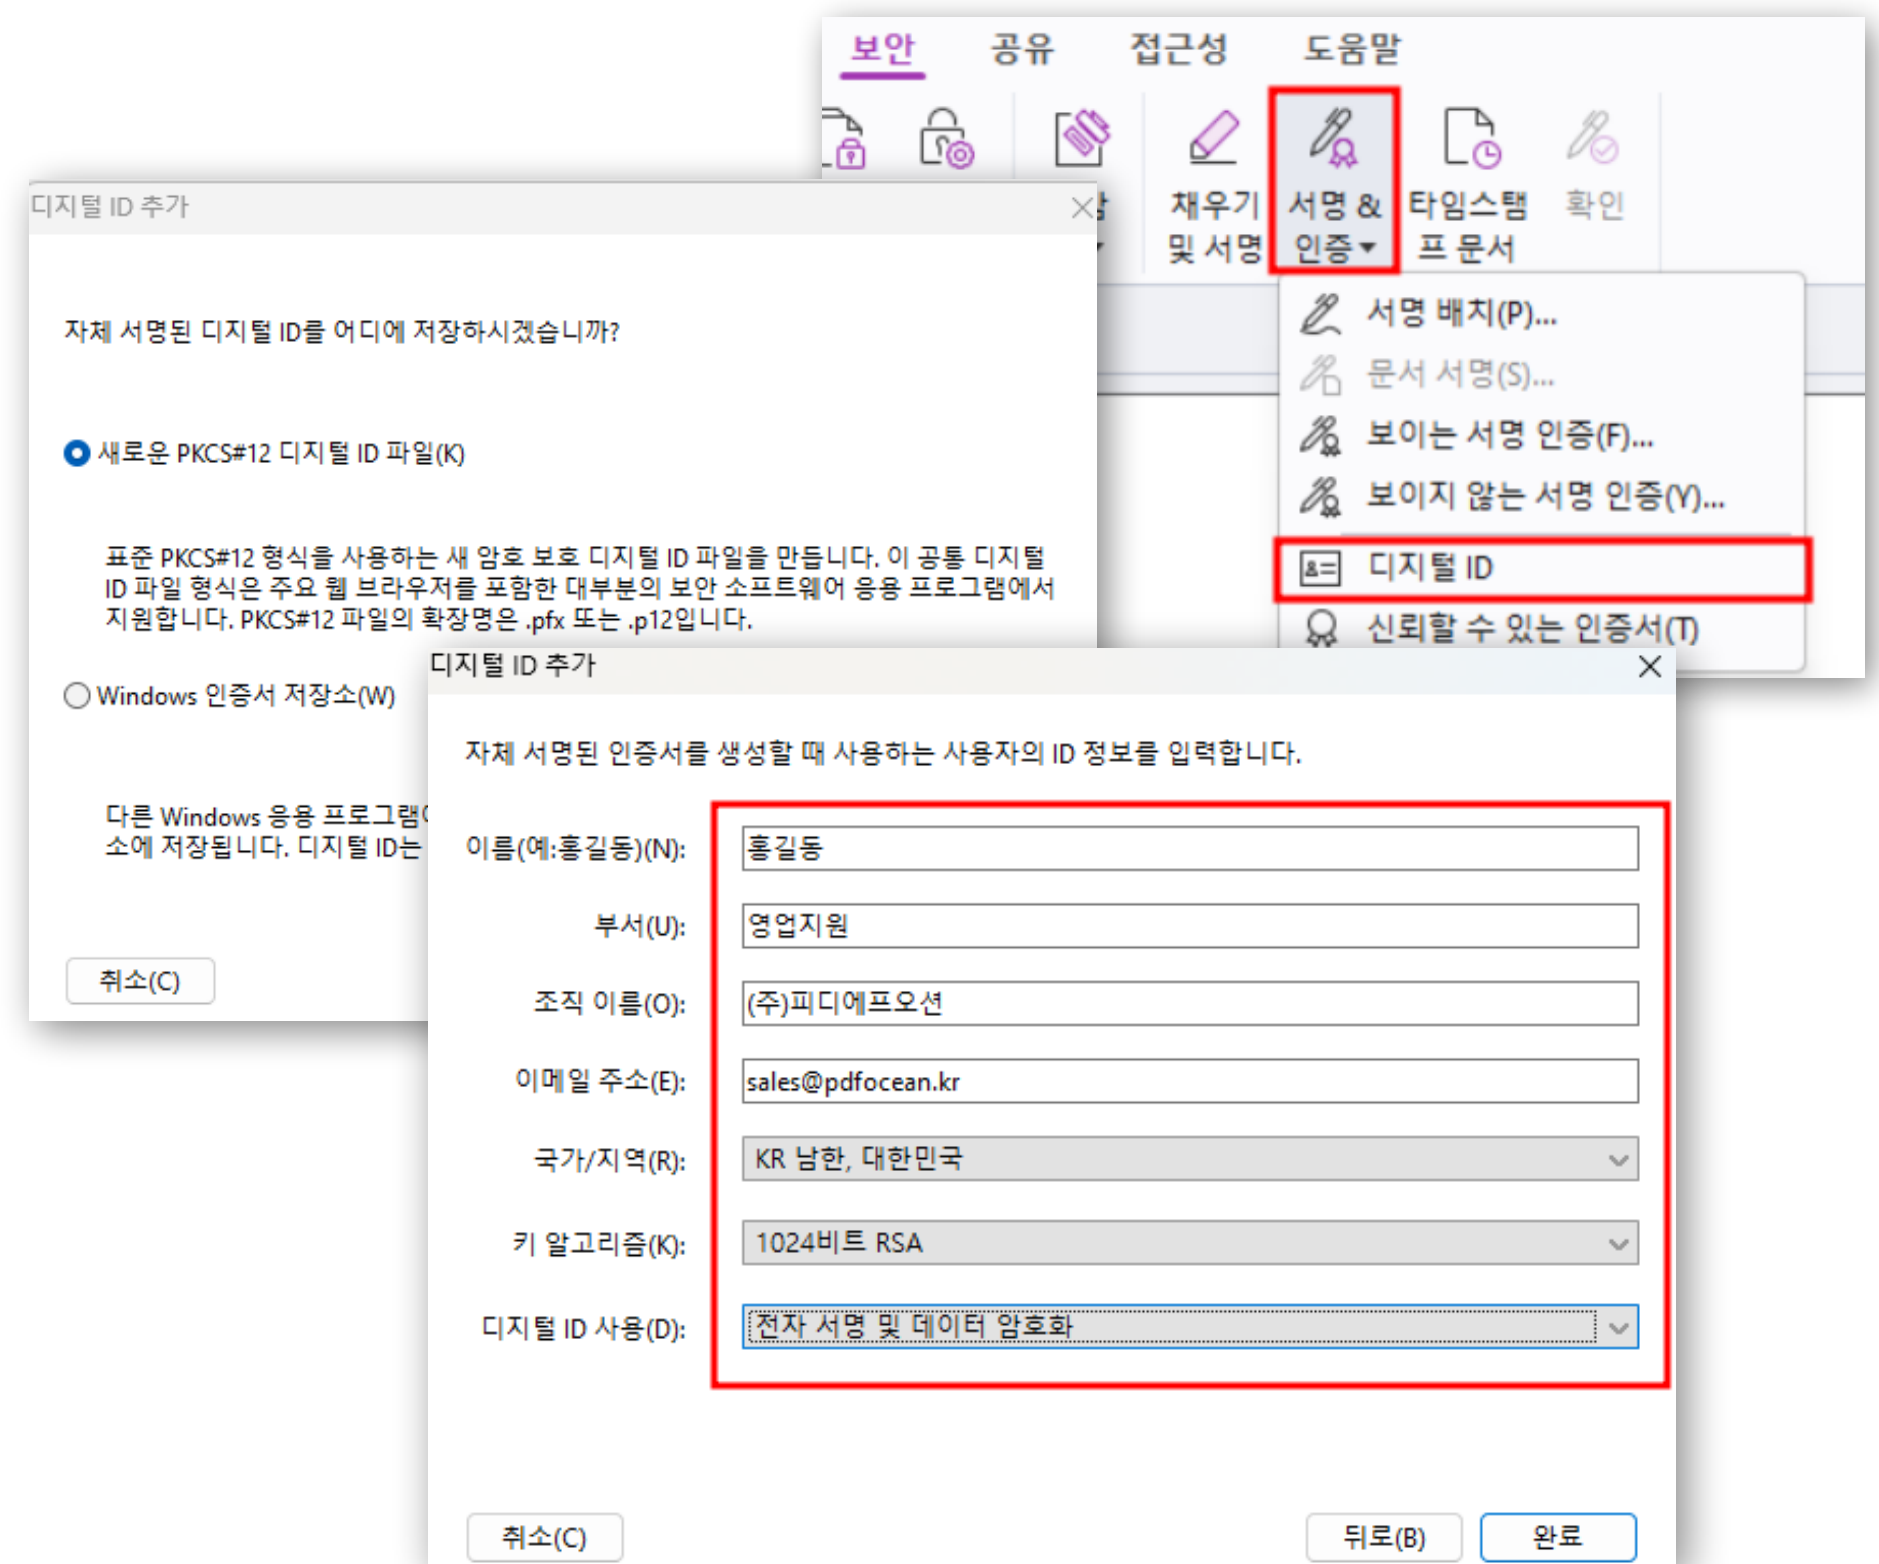 보안 공유 접근성 도움말
채우기 및 서명
서명 & 인증
타임스탬프 문서
확인
서명 배치(P)...
문서 서명(S)...
보이는 서명 인증(F)...
보이지 않는 서명 인증(Y)...
디지털 ID
신뢰할 수 있는 인증서(T)
디지털 ID 추가
자체 서명된 디지털 ID를 어디에 저장하시겠습니까?
새로운 PKCS#12 디지털 ID 파일(K)
표준 PKCS#12 형식을 사용하는 새 암호 보호 디지털 ID 파일을 만듭니다. 이 공통 디지털
ID 파일 형식은 주요 웹 브라우저를 포함한 대부분의 보안 소프트웨어 응용 프로그램에서
지원합니다. PKCS#12 파일의 확장명은 .pfx 또는 .p12입니다.
Windows 인증서 저장소(W)
다른 Windows 응용 프로그램
소에 저장됩니다. 디지털 ID는
취소(C)
디지털 ID 추가
자체 서명된 인증서를 생성할 때 사용하는 사용자의 ID 정보를 입력합니다.
이름(예:홍길동)(N): 홍길동
부서(U): 영업지원
조직 이름(O): (주)피디에프오션
이메일 주소(E): sales@pdfocean.kr
국가/지역(R): KR 남한, 대한민국
키 알고리즘(K): 1024비트 RSA
디지털 ID 사용(D): 전자 서명 및 데이터 암호화
취소(C) 뒤로(B) 완료